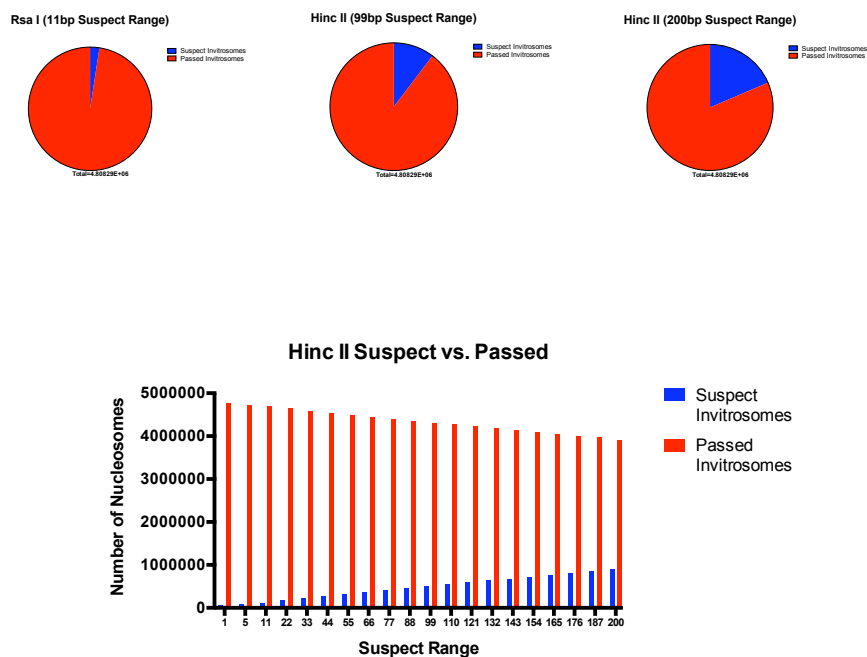 Rsa I (11bp Suspect Range)
Suspect Invitrosomes
Passed Invitrosomes
Total=4.80829E+06
Hinc II (99bp Suspect Range)
Suspect Invitrosomes
Passed Invitrosomes
Total=4.80829E+06
Hinc II (200bp Suspect Range)
Suspect Invitrosomes
Passed Invitrosomes
Total=4.80829E+06
Hinc II Suspect vs. Passed
Number of Nucleosomes
5000000
4000000
3000000
2000000
1000000
0
1 5 11 22 33 44 55 66 77 88 99 110 121 132 143 154 165 176 187 200
Suspect Range
Suspect
Invitrosomes
Passed
Invitrosomes